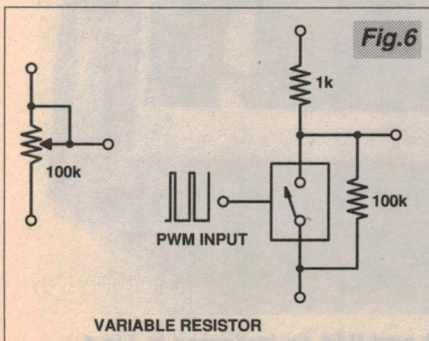 Fig.6
1k
100k
100k
PWM INPUT
VARIABLE RESISTOR